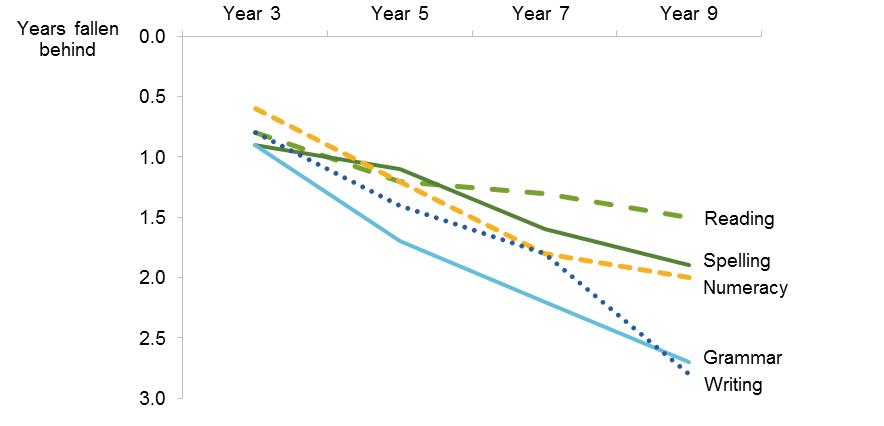 Years fallen
behind
Year 3
Year 5
Year 7
Year 9
0.0
0.5
1.0
1.5
2.0
2.5
3.0
Reading
Spelling
Numeracy
Grammar
Writing